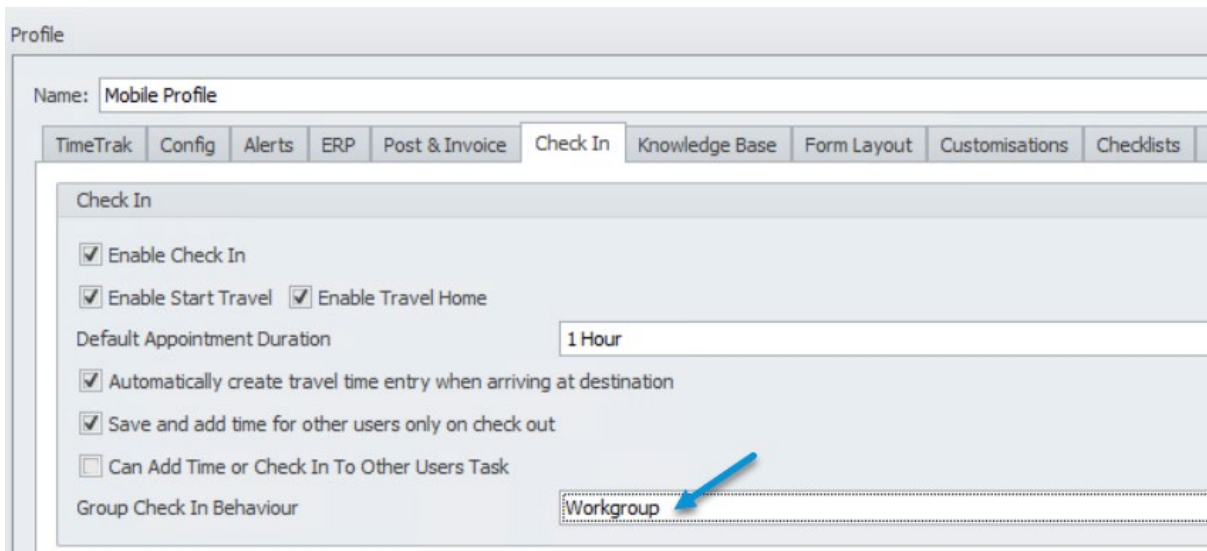 Profile
Name: Mobile Profile
TimeTrak Config Alerts ERP Post & Invoice Check In Knowledge Base Form Layout Customisations Checklists
Check In
Enable Check In
Enable Start Travel Enable Travel Home
Default Appointment Duration 1 Hour
Automatically create travel time entry when arriving at destination
Save and add time for other users only on check out
Can Add Time or Check In To Other Users Task
Group Check In Behaviour Workgroup